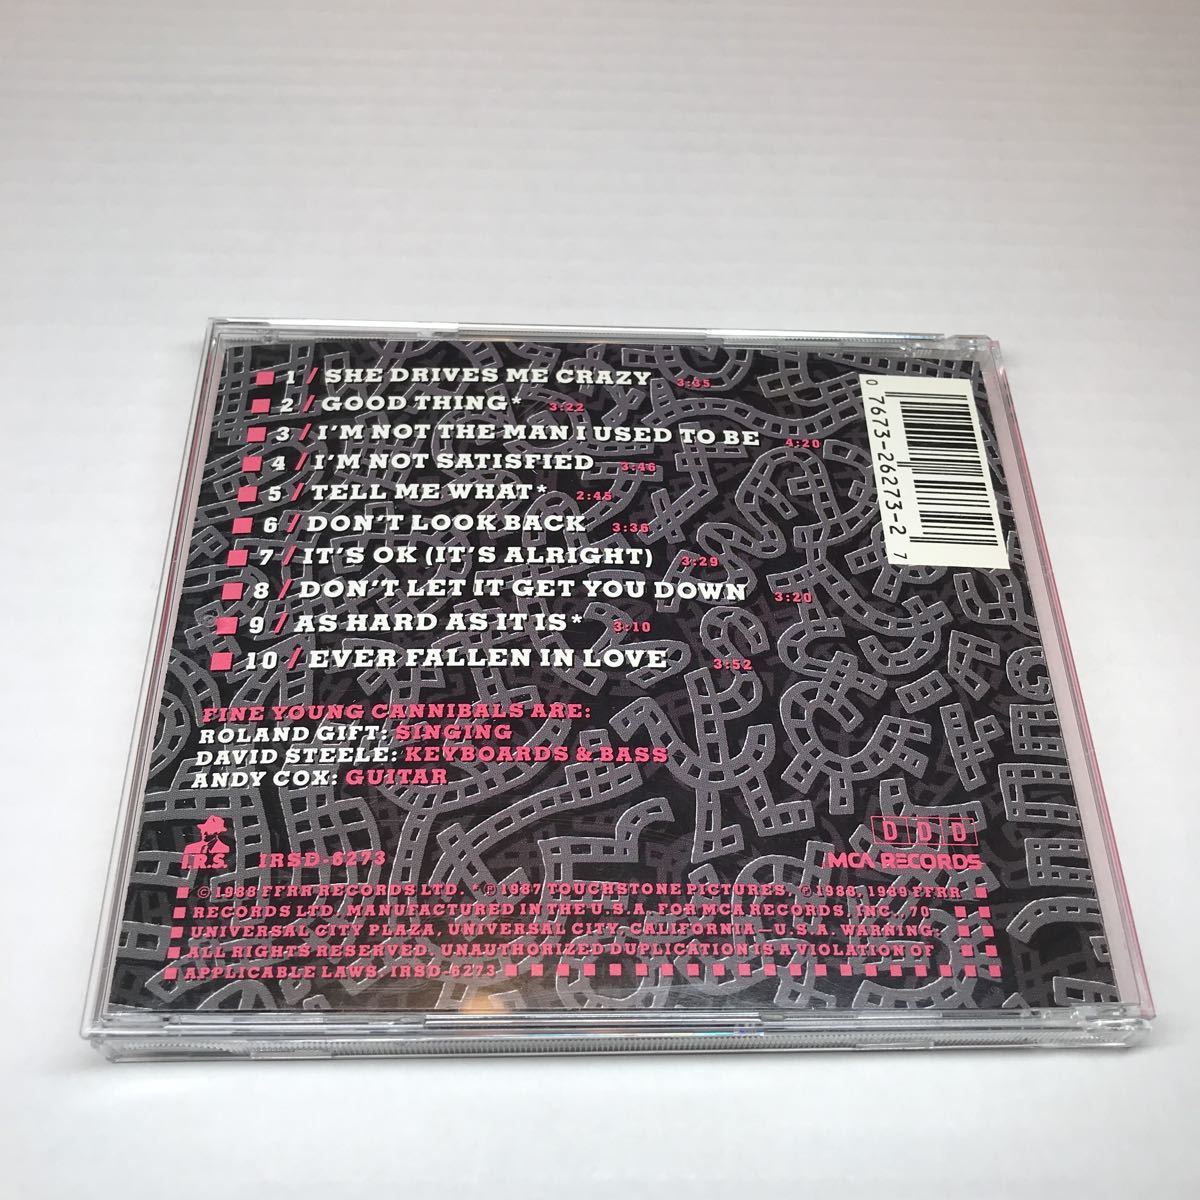 1 / SHE DRIVES ME CRAZY 3:35
2 / GOOD THING* 3:22
3 / I'M NOT THE MAN I USED TO BE 4:20
4 / I'M NOT SATISFIED 3:46
5 / TELL ME WHAT* 2:45
6 / DON'T LOOK BACK 3:36
7 / IT'S OK (IT'S ALRIGHT) 3:29
8 / DON'T LET IT GET YOU DOWN 3:20
9 / AS HARD AS IT IS* 3:10
10 / EVER FALLEN IN LOVE 3:52
0 7673-26273-2 7
FINE YOUNG CANNIBALS ARE:
ROLAND GIFT: SINGING
DAVID STEELE: KEYBOARDS & BASS
ANDY COX: GUITAR
I.R.S. IRSD-6273
D D D
MCA RECORDS
© 1988 FFRR RECORDS LTD. *℗ 1987 TOUCHSTONE PICTURES, ℗ 1988, 1989 FFRR
RECORDS LTD. MANUFACTURED IN THE U.S.A. FOR MCA RECORDS, INC., 70
UNIVERSAL CITY PLAZA, UNIVERSAL CITY, CALIFORNIA—U.S.A. WARNING:
ALL RIGHTS RESERVED. UNAUTHORIZED DUPLICATION IS A VIOLATION OF
APPLICABLE LAWS. IRSD-6273